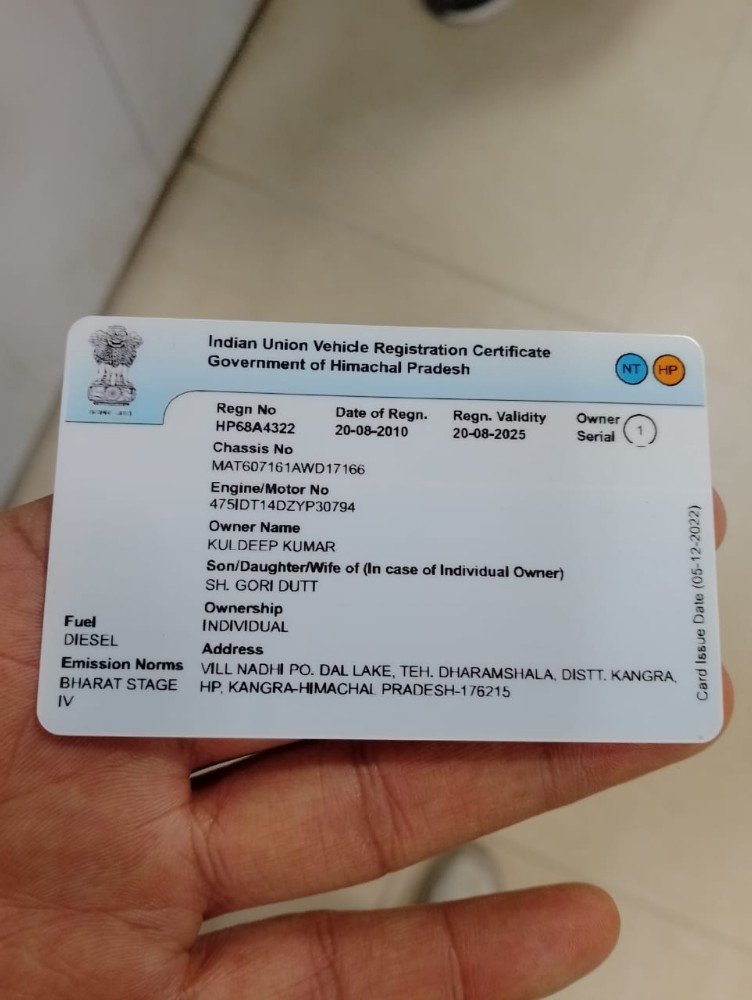 Indian Union Vehicle Registration Certificate
Government of Himachal Pradesh
NT HP
Regn No Date of Regn. Regn. Validity Owner Serial 1
HP68A4322 20-08-2010 20-08-2025
Chassis No
MAT607161AWD17166
Engine/Motor No
475IDT14DZYP30794
Owner Name
KULDEEP KUMAR
Son/Daughter/Wife of (In case of Individual Owner)
SH. GORI DUTT
Ownership
INDIVIDUAL
Fuel
DIESEL
Emission Norms
BHARAT STAGE
IV
Address
VILL NADHI PO. DAL LAKE, TEH. DHARAMSHALA, DISTT. KANGRA,
HP, KANGRA-HIMACHAL PRADESH-176215
Card Issue Date (05-12-2022)